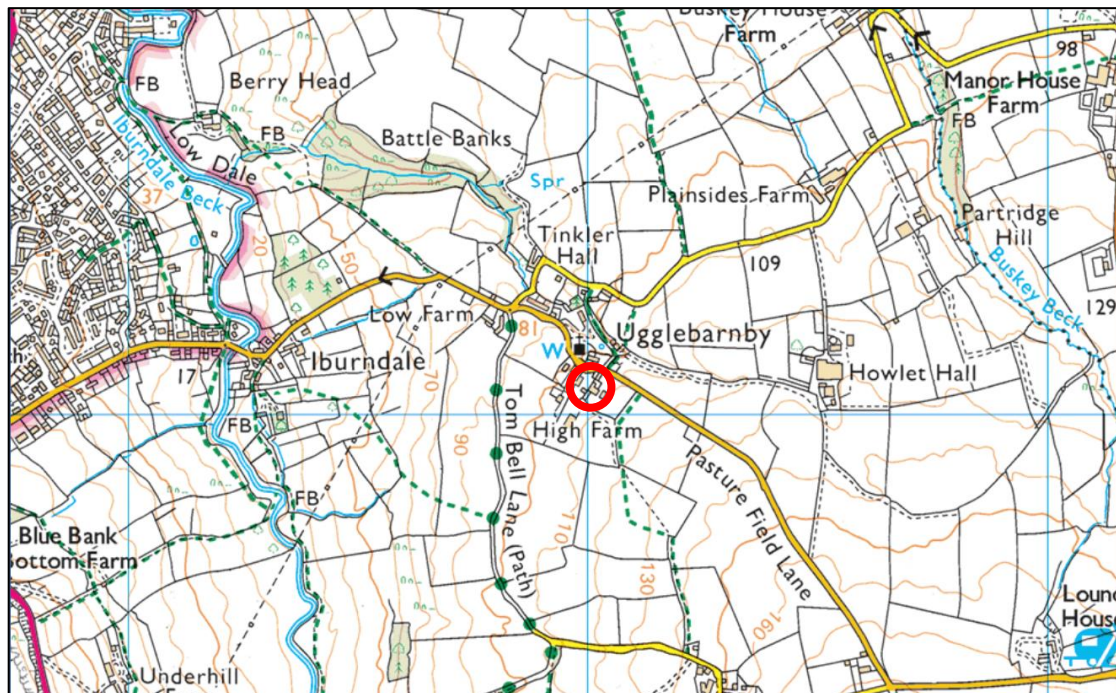 Buskey House
Farm
98
FB
Berry Head
Manor House
Farm
FB
FB
Low Dale
Battle Banks
Iburndale Beck
Spr
37
Plainsides Farm
Partridge
Hill
20
50
Tinkler
Hall
109
Buskey Beck
129
Low Farm
81
Ugglebarnby
W
17
Iburndale
70
Howlet Hall
Tom Bell Lane (Path)
High Farm
FB
90
Pasture Field Lane
FB
110
Blue Bank
ottom Farm
130
160
Loun
House
Underhill